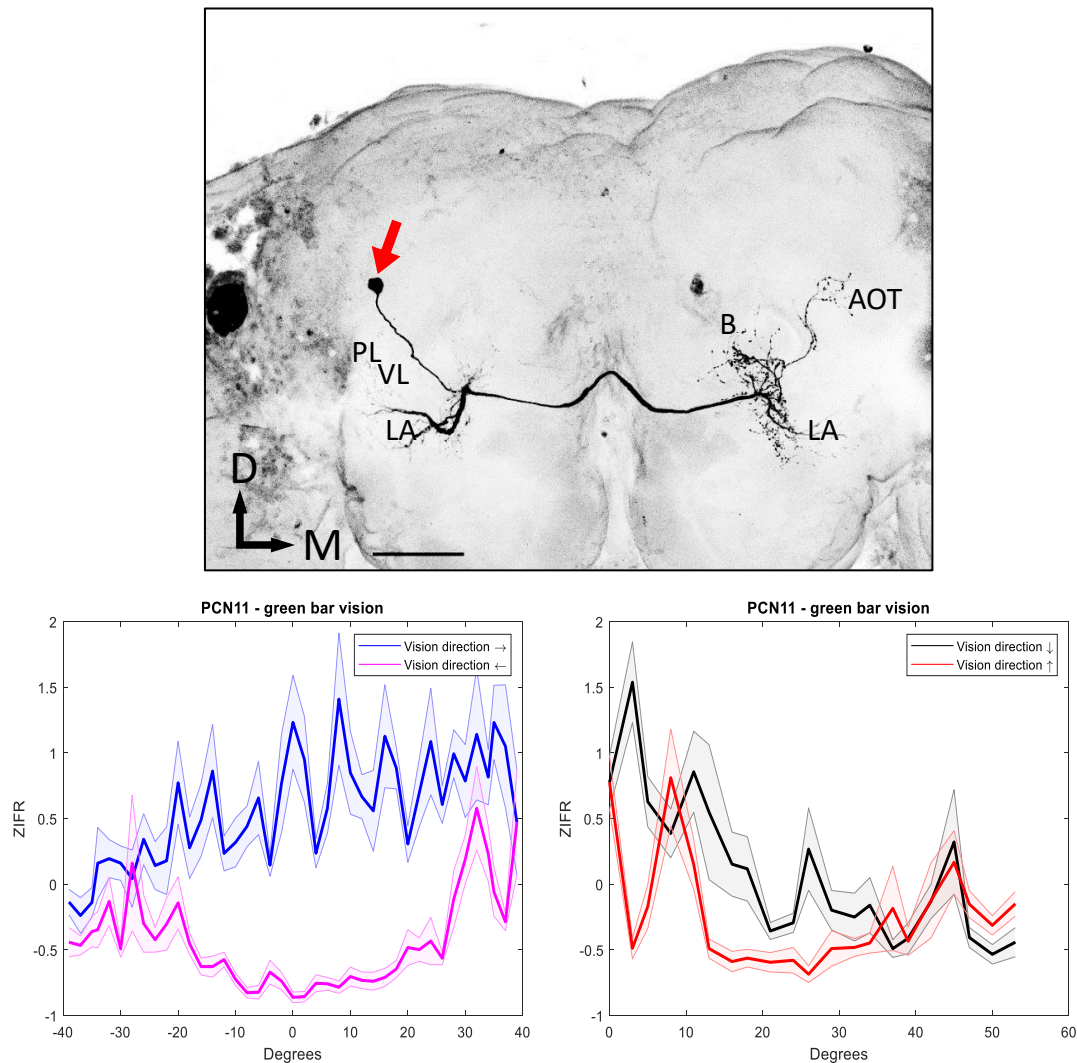 AOT
B
PL
VL
LA
LA
D
M
PCN11 - green bar vision
Vision direction →
Vision direction ←
2
1.5
1
0.5
0
-0.5
-1
ZIFR
-40 -30 -20 -10 0 10 20 30 40
Degrees
PCN11 - green bar vision
Vision direction ↓
Vision direction ↑
2
1.5
1
0.5
0
-0.5
-1
ZIFR
0 10 20 30 40 50 60
Degrees